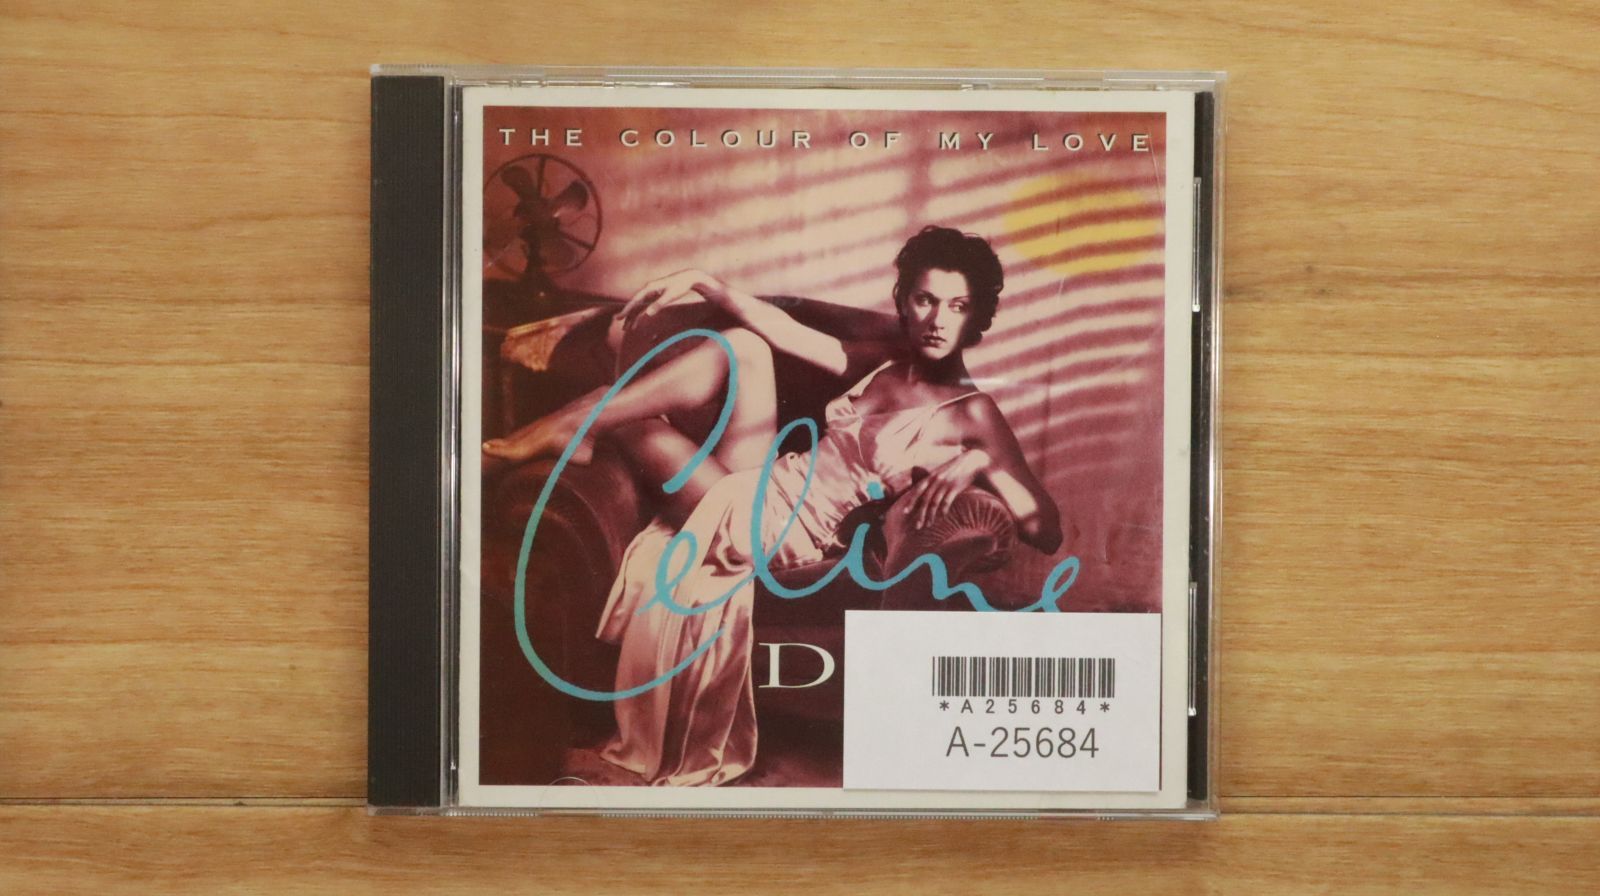 THE COLOUR OF MY LOVE
Celine
D
*A25684*
A-25684